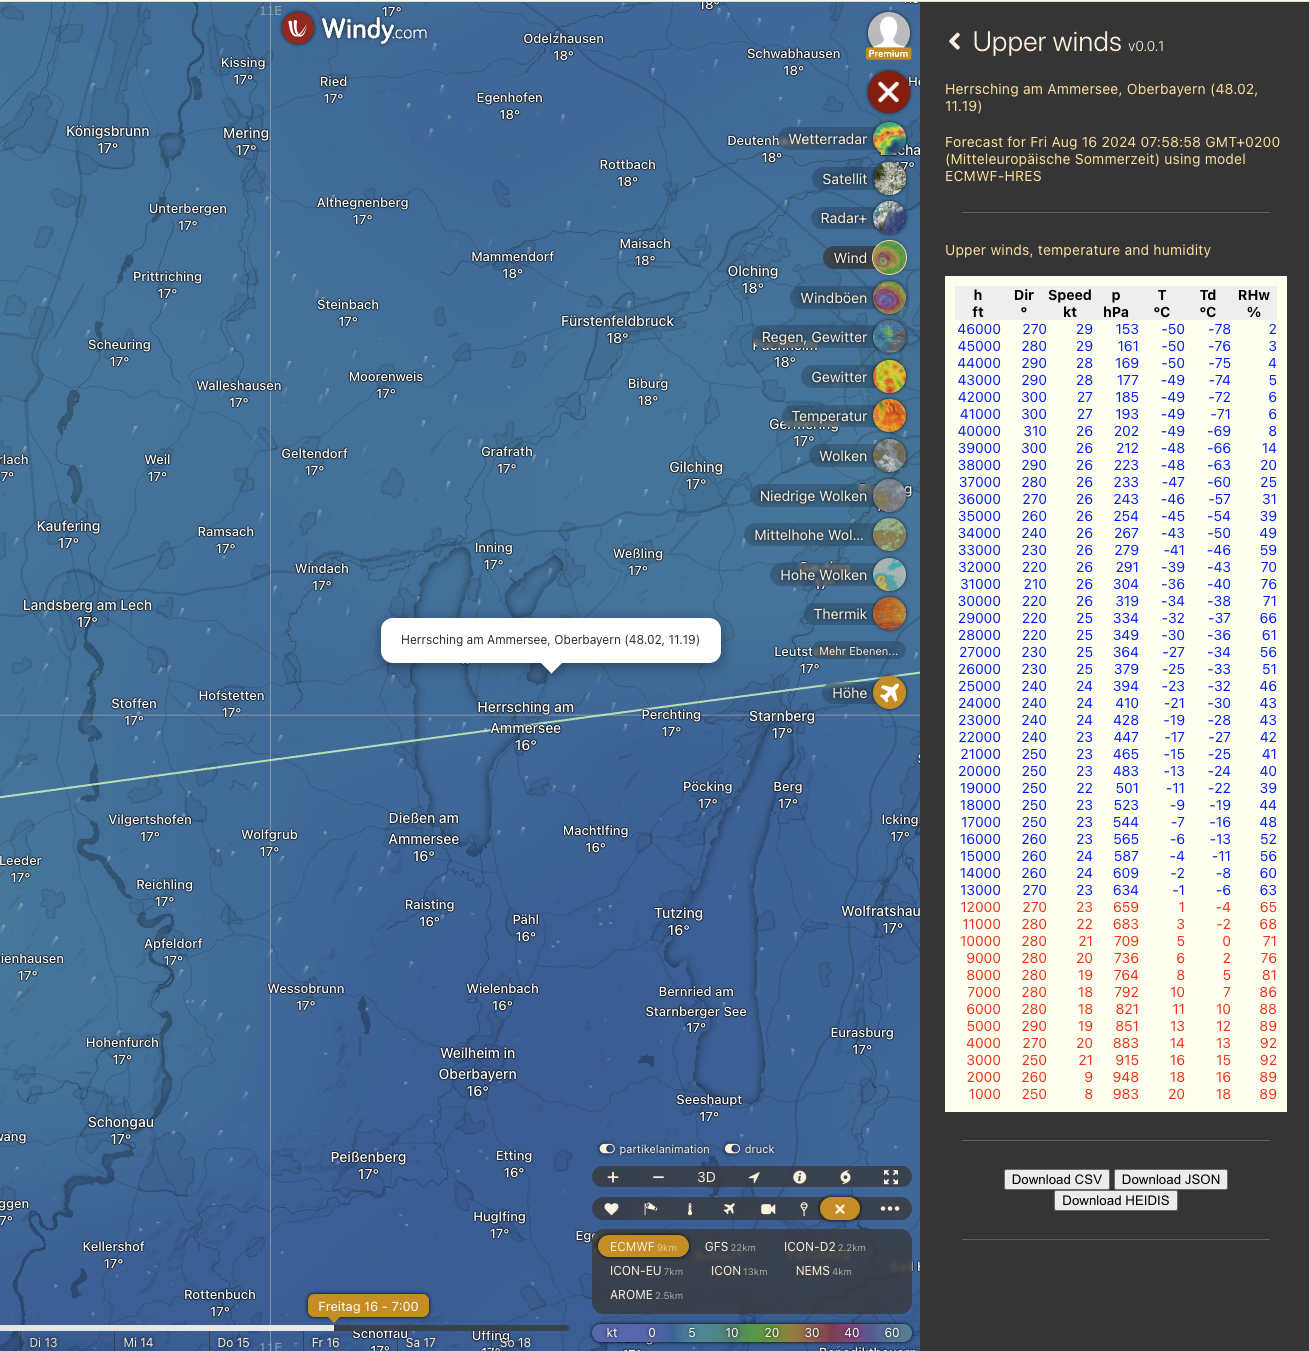 11E
17°
18°
Windy.com
Odelzhausen
18°
Schwabhausen
18°
Premium
Kissing
17°
Ried
17°
Egenhofen
18°
Königsbrunn
17°
Mering
17°
Deutenh
18°
Wetterradar
Rottbach
18°
Satellit
Unterbergen
17°
Althegnenberg
17°
Radar+
Mammendorf
18°
Maisach
18°
Wind
Prittriching
17°
Olching
18°
Steinbach
17°
Windböen
Fürstenfeldbruck
18°
Regen, Gewitter
18°
Scheuring
17°
Walleshausen
17°
Moorenweis
17°
Biburg
18°
Gewitter
Temperatur
Germering
17°
rlach
7°
Weil
17°
Geltendorf
17°
Grafrath
17°
Gilching
17°
Wolken
Niedrige Wolken
Kaufering
17°
Ramsach
17°
Mittelhohe Wol...
Inning
17°
Weßling
17°
Windach
17°
Hohe Wolken
Landsberg am Lech
17°
Thermik
Herrsching am Ammersee, Oberbayern (48.02, 11.19)
Leutst
17°
Mehr Ebenen...
Höhe
Stoffen
17°
Hofstetten
17°
Herrsching am
Ammersee
16°
Perchting
17°
Starnberg
17°
Pöcking
17°
Berg
17°
Vilgertshofen
17°
Wolfgrub
17°
Dießen am
Ammersee
16°
Machtlfing
16°
Icking
17°
Leeder
17°
Reichling
17°
Raisting
16°
Pähl
16°
Tutzing
16°
Wolfratshau
17°
ienhausen
17°
Apfeldorf
17°
Wessobrunn
17°
Wielenbach
16°
Bernried am
Starnberger See
17°
Hohenfurch
17°
Weilheim in
Oberbayern
16°
Eurasburg
17°
Seeshaupt
17°
Schongau
17°
wang
Peißenberg
17°
Etting
16°
ggen
7°
Huglfing
17°
Kellershof
17°
Rottenbuch
17°
Schoffau
17°
Uffing
partikelanimation
druck
+ − 3D
ECMWF 9km GFS 22km ICON-D2 2.2km
ICON-EU 7km ICON 13km NEMS 4km
AROME 2.5km
kt 0 5 10 20 30 40 60
Freitag 16 - 7:00
Di 13 Mi 14 Do 15 Fr 16 Sa 17 So 18
11E
Upper winds v0.0.1
Herrsching am Ammersee, Oberbayern (48.02,
11.19)
Forecast for Fri Aug 16 2024 07:58:58 GMT+0200
(Mitteleuropäische Sommerzeit) using model
ECMWF-HRES
Upper winds, temperature and humidity
h Dir Speed p T Td RHw
ft ° kt hPa °C °C %
46000 270 29 153 -50 -78 2
45000 280 29 161 -50 -76 3
44000 290 28 169 -50 -75 4
43000 290 28 177 -49 -74 5
42000 300 27 185 -49 -72 6
41000 300 27 193 -49 -71 6
40000 310 26 202 -49 -69 8
39000 300 26 212 -48 -66 14
38000 290 26 223 -48 -63 20
37000 280 26 233 -47 -60 25
36000 270 26 243 -46 -57 31
35000 260 26 254 -45 -54 39
34000 240 26 267 -43 -50 49
33000 230 26 279 -41 -46 59
32000 220 26 291 -39 -43 70
31000 210 26 304 -36 -40 76
30000 220 26 319 -34 -38 71
29000 220 25 334 -32 -37 66
28000 220 25 349 -30 -36 61
27000 230 25 364 -27 -34 56
26000 230 25 379 -25 -33 51
25000 240 24 394 -23 -32 46
24000 240 24 410 -21 -30 43
23000 240 24 428 -19 -28 43
22000 240 23 447 -17 -27 42
21000 250 23 465 -15 -25 41
20000 250 23 483 -13 -24 40
19000 250 22 501 -11 -22 39
18000 250 23 523 -9 -19 44
17000 250 23 544 -7 -16 48
16000 260 23 565 -6 -13 52
15000 260 24 587 -4 -11 56
14000 260 24 609 -2 -8 60
13000 270 23 634 -1 -6 63
12000 270 23 659 1 -4 65
11000 280 22 683 3 -2 68
10000 280 21 709 5 0 71
9000 280 20 736 6 2 76
8000 280 19 764 8 5 81
7000 280 18 792 10 7 86
6000 280 18 821 11 10 88
5000 290 19 851 13 12 89
4000 270 20 883 14 13 92
3000 250 21 915 16 15 92
2000 260 9 948 18 16 89
1000 250 8 983 20 18 89
Download CSV Download JSON
Download HEIDIS